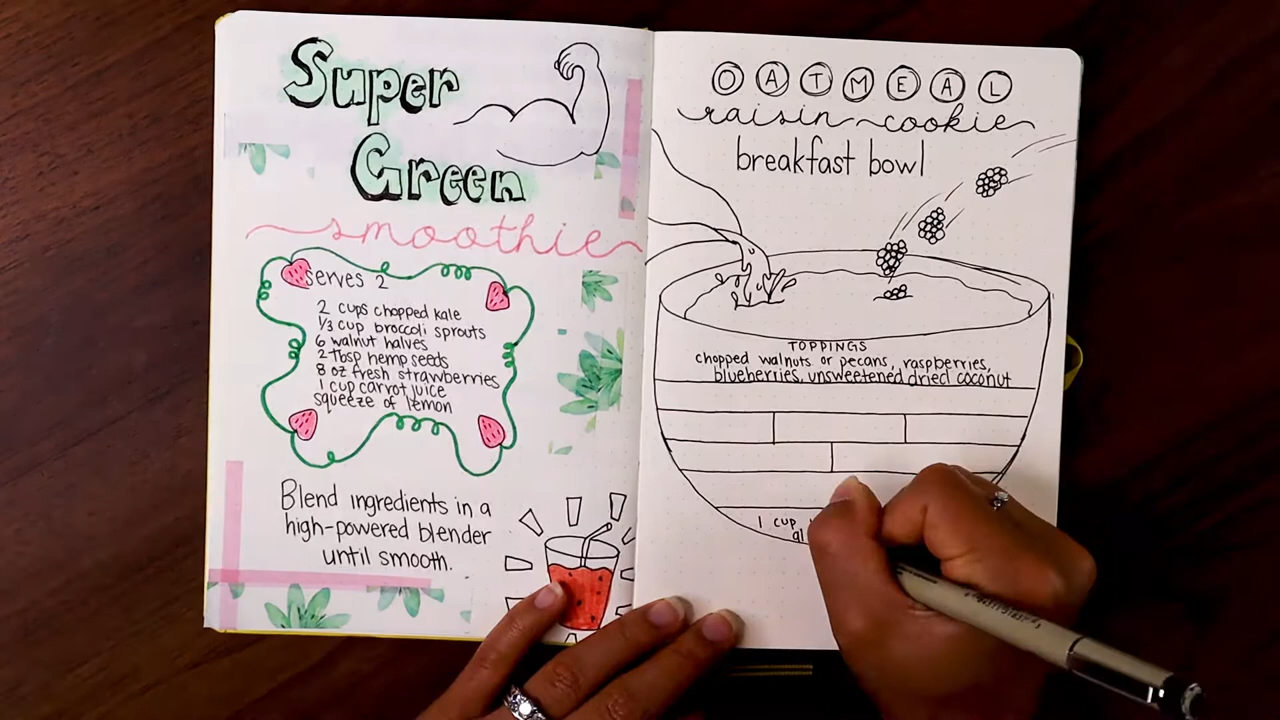 Super
Green
smoothie
serves 2
2 cups chopped kale
1/3 cup broccoli sprouts
6 walnut halves
2 tbsp hemp seeds
8 oz fresh strawberries
1 cup carrot juice
squeeze of lemon
Blend ingredients in a
high-powered blender
until smooth.
OATMEAL
raisin cookie
breakfast bowl
TOPPINGS
chopped walnuts or pecans, raspberries,
blueberries, unsweetened dried coconut
1 cup